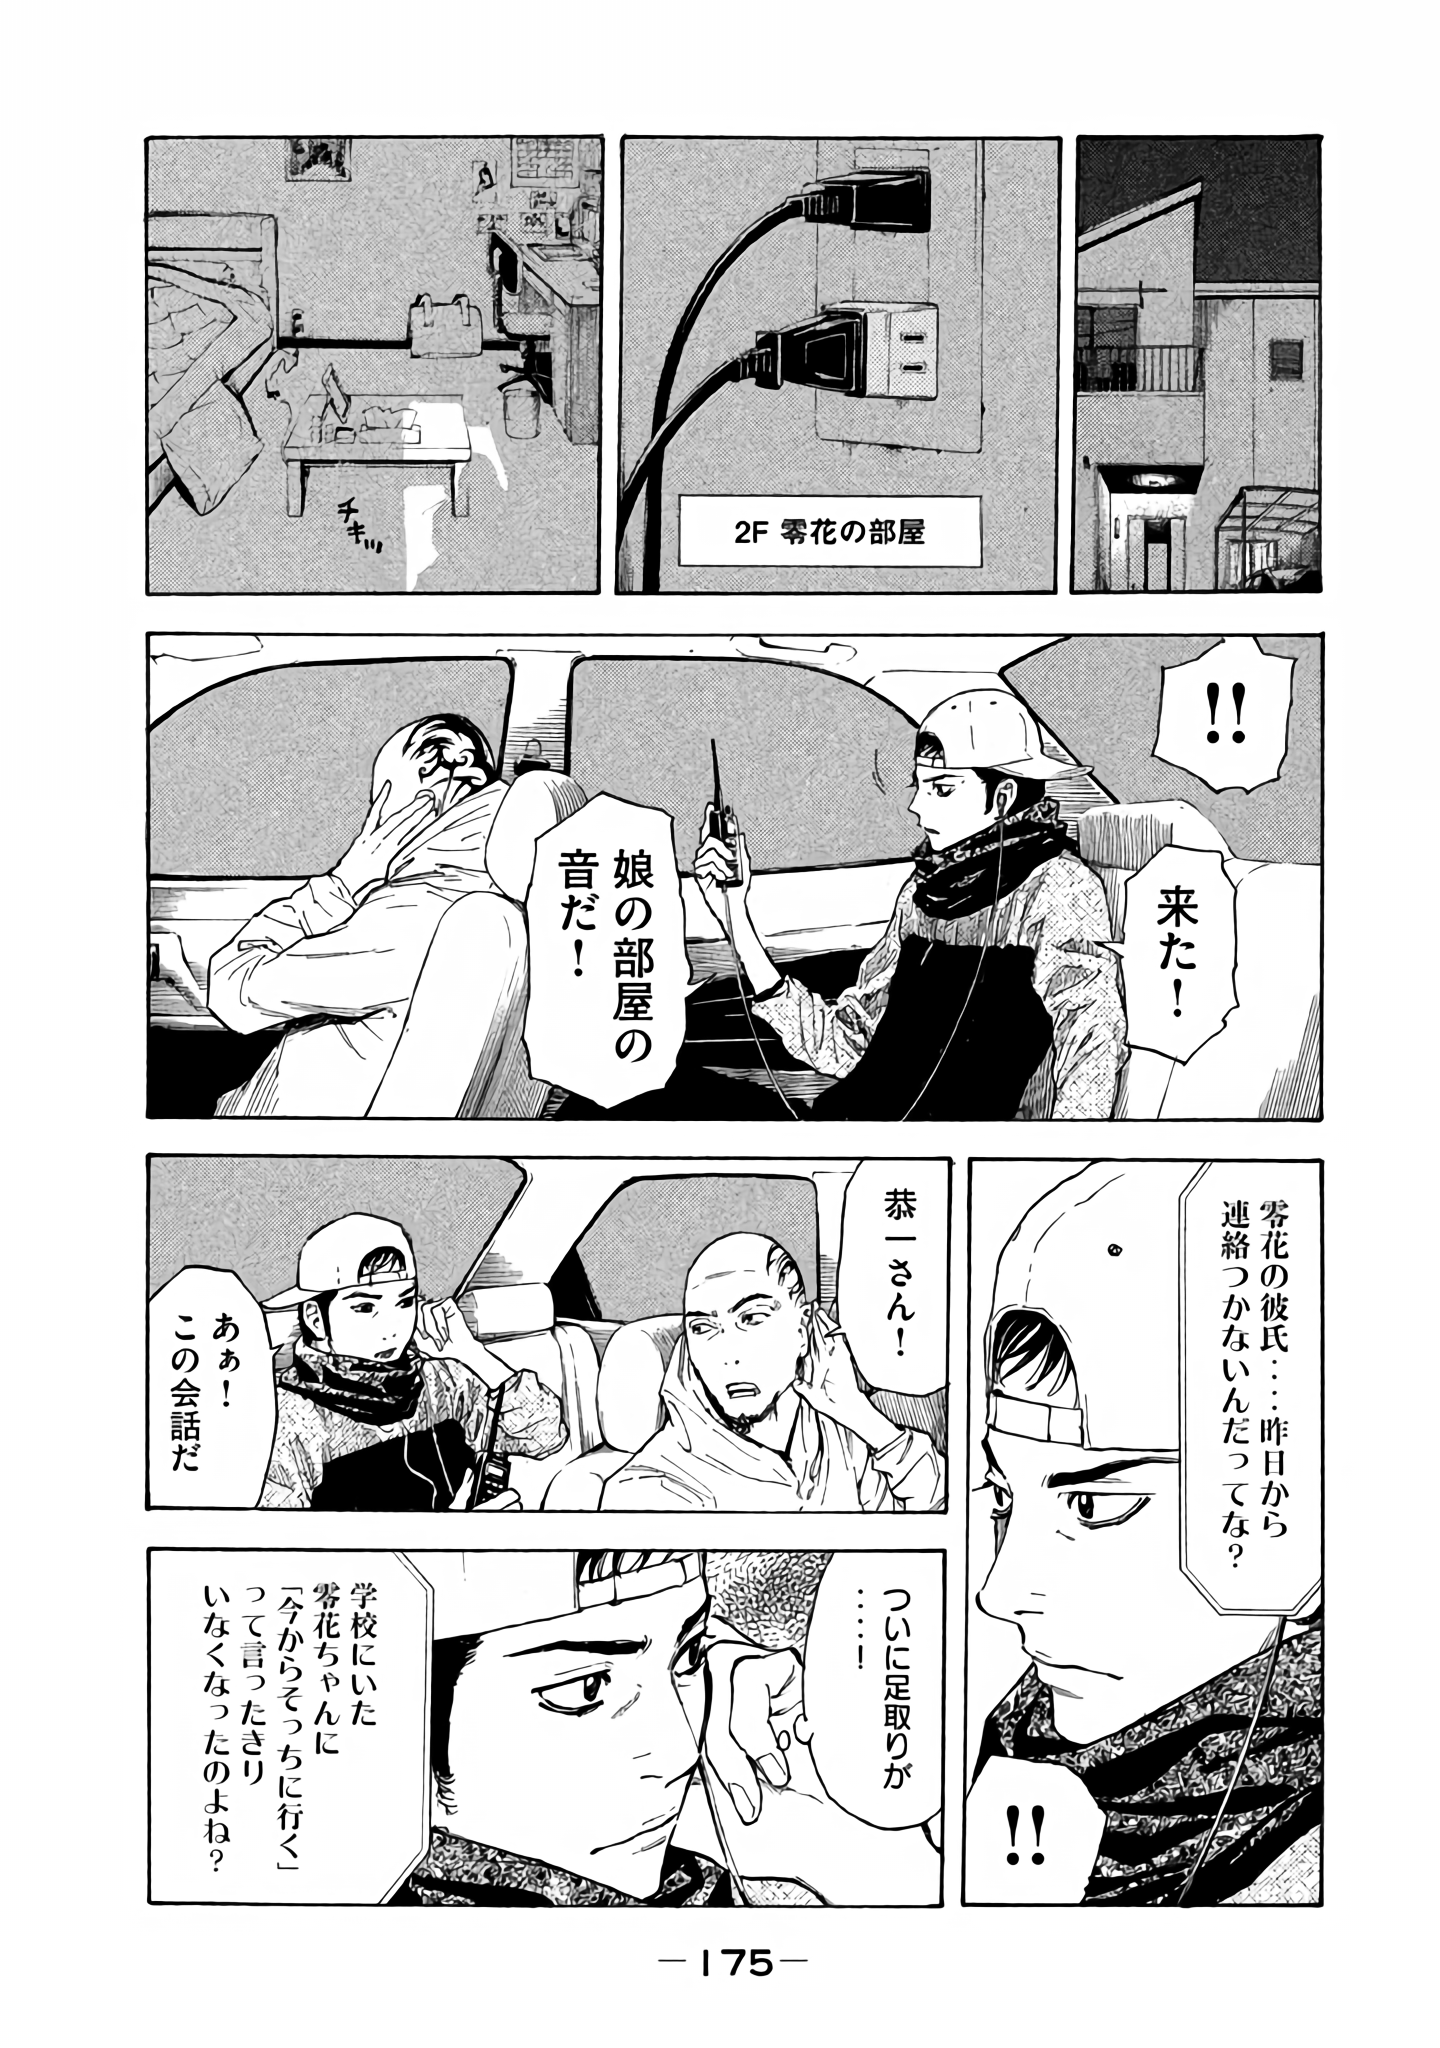 2F 零花の部屋
チキッ
!!
来た!
娘の部屋の
音だ!
零花の彼氏‥‥昨日から
連絡つかないんだってな?
!!
恭一さん!
あぁ!
この会話だ
ついに足取りが
‥‥!
学校にいた
零花ちゃんに
「今からそっちに行く」
って言ったきり
いなくなったのよね?
—175—